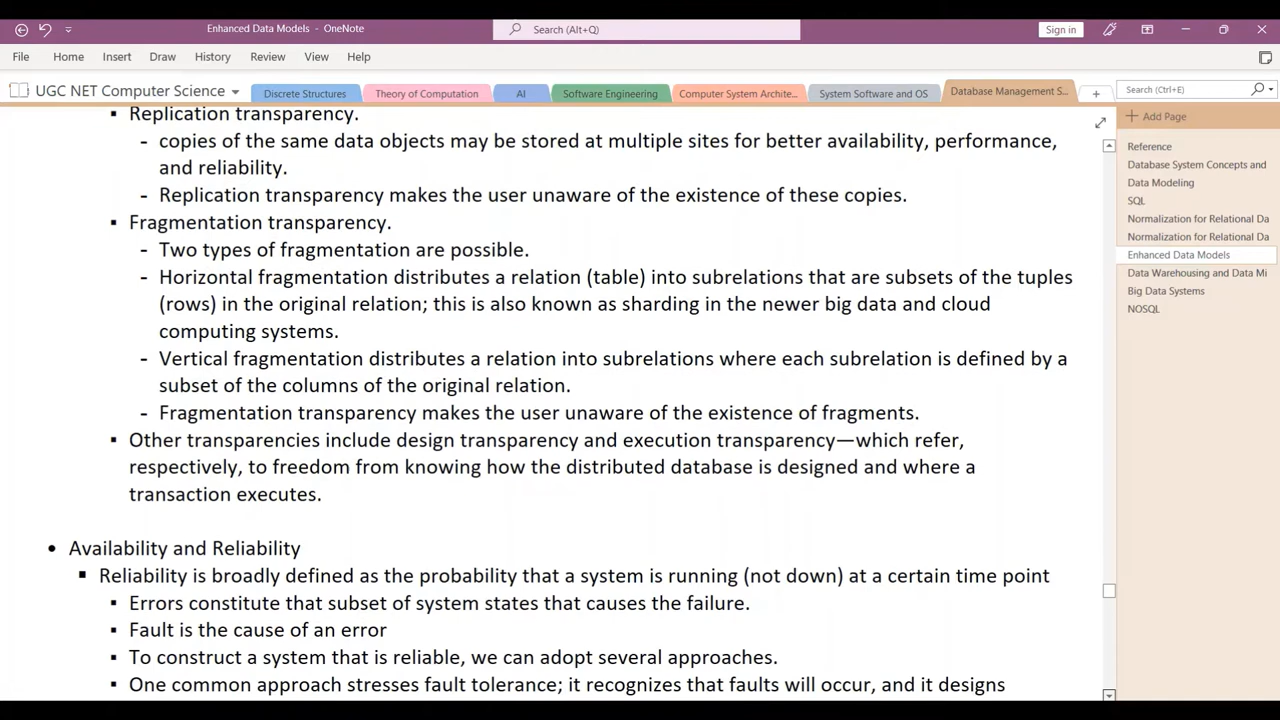 Enhanced Data Models - OneNote
Search (Alt+Q)
Sign in
File Home Insert Draw History Review View Help
UGC NET Computer Science
Discrete Structures
Theory of Computation
AI
Software Engineering
Computer System Archite...
System Software and OS
Database Management S...
Search (Ctrl+E)
Replication transparency.
- copies of the same data objects may be stored at multiple sites for better availability, performance,
and reliability.
- Replication transparency makes the user unaware of the existence of these copies.
▪ Fragmentation transparency.
- Two types of fragmentation are possible.
- Horizontal fragmentation distributes a relation (table) into subrelations that are subsets of the tuples
(rows) in the original relation; this is also known as sharding in the newer big data and cloud
computing systems.
- Vertical fragmentation distributes a relation into subrelations where each subrelation is defined by a
subset of the columns of the original relation.
- Fragmentation transparency makes the user unaware of the existence of fragments.
▪ Other transparencies include design transparency and execution transparency—which refer,
respectively, to freedom from knowing how the distributed database is designed and where a
transaction executes.
• Availability and Reliability
▪ Reliability is broadly defined as the probability that a system is running (not down) at a certain time point
▪ Errors constitute that subset of system states that causes the failure.
▪ Fault is the cause of an error
▪ To construct a system that is reliable, we can adopt several approaches.
▪ One common approach stresses fault tolerance; it recognizes that faults will occur, and it designs
Add Page
Reference
Database System Concepts and
Data Modeling
SQL
Normalization for Relational Da
Normalization for Relational Da
Enhanced Data Models
Data Warehousing and Data Mi
Big Data Systems
NOSQL